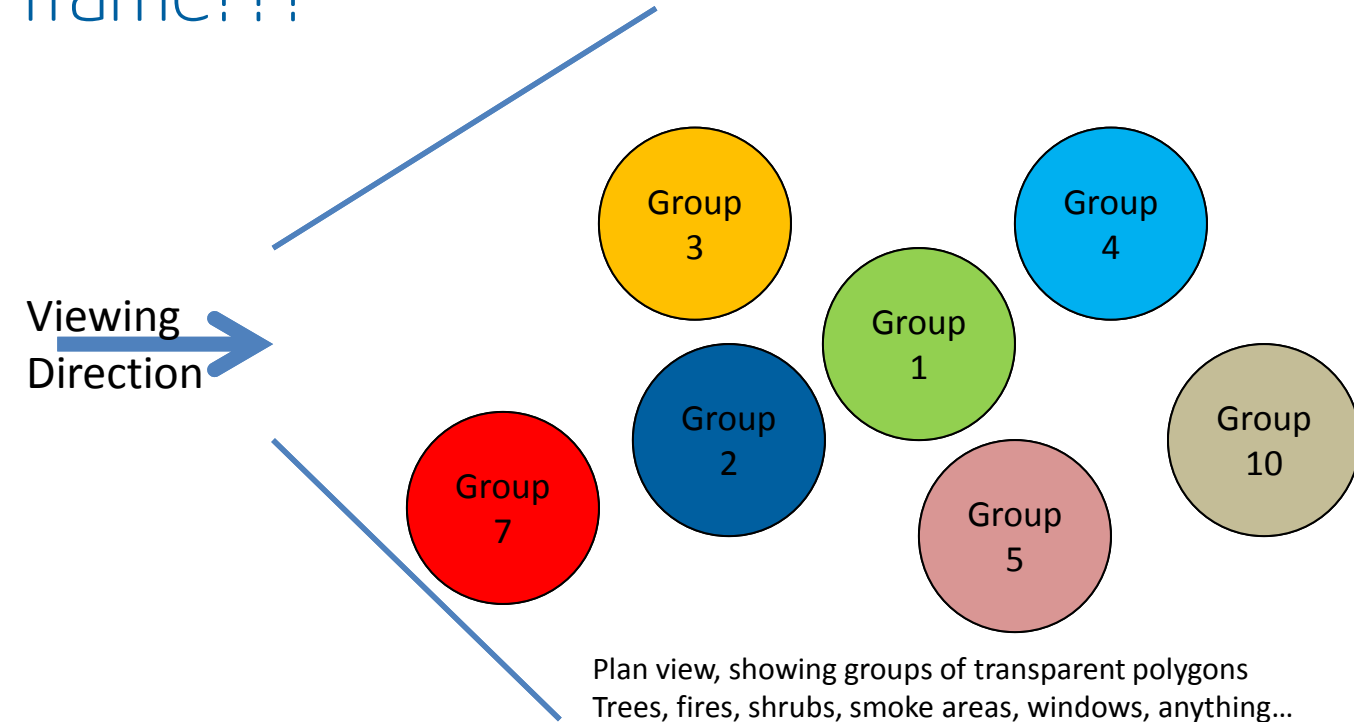 frame???
Viewing
Direction
Group
3
Group
4
Group
1
Group
2
Group
10
Group
7
Group
5
Plan view, showing groups of transparent polygons
Trees, fires, shrubs, smoke areas, windows, anything…